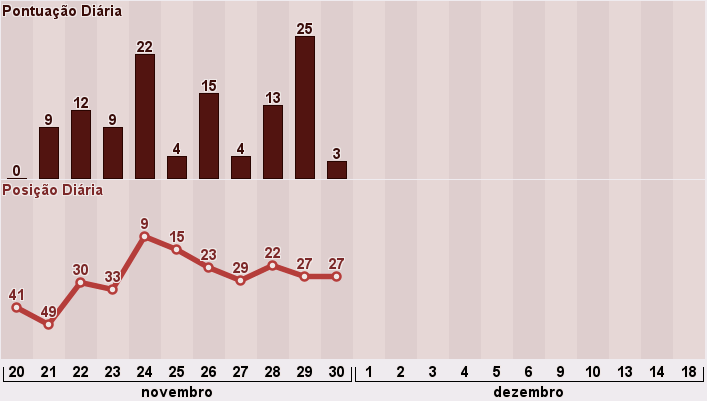 Pontuação Diária
0 9 12 9 22 4 15 4 13 25 3
Posição Diária
41 49 30 33 9 15 23 29 22 27 27
20 21 22 23 24 25 26 27 28 29 30 1 2 3 4 5 6 9 10 13 14 18
novembro dezembro